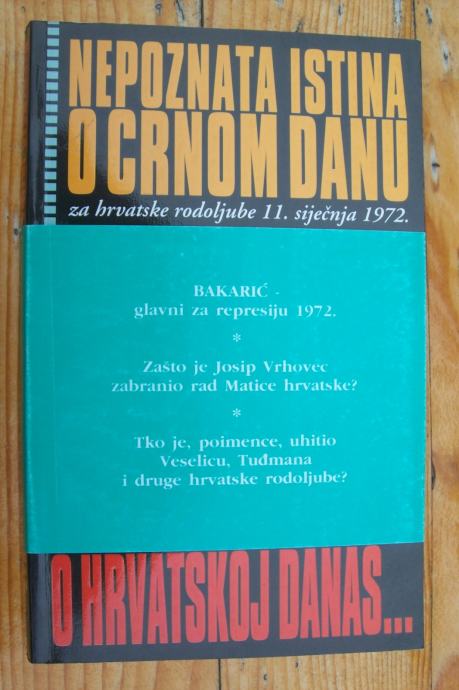 NEPOZNATA ISTINA
O CRNOM DANU
za hrvatske rodoljube 11. siječnja 1972.
BAKARIĆ -
glavni za represiju 1972.
*
Zašto je Josip Vrhovec
zabranio rad Matice hrvatske?
*
Tko je, poimence, uhitio
Veselicu, Tuđmana
i druge hrvatske rodoljube?
O HRVATSKOJ DANAS...